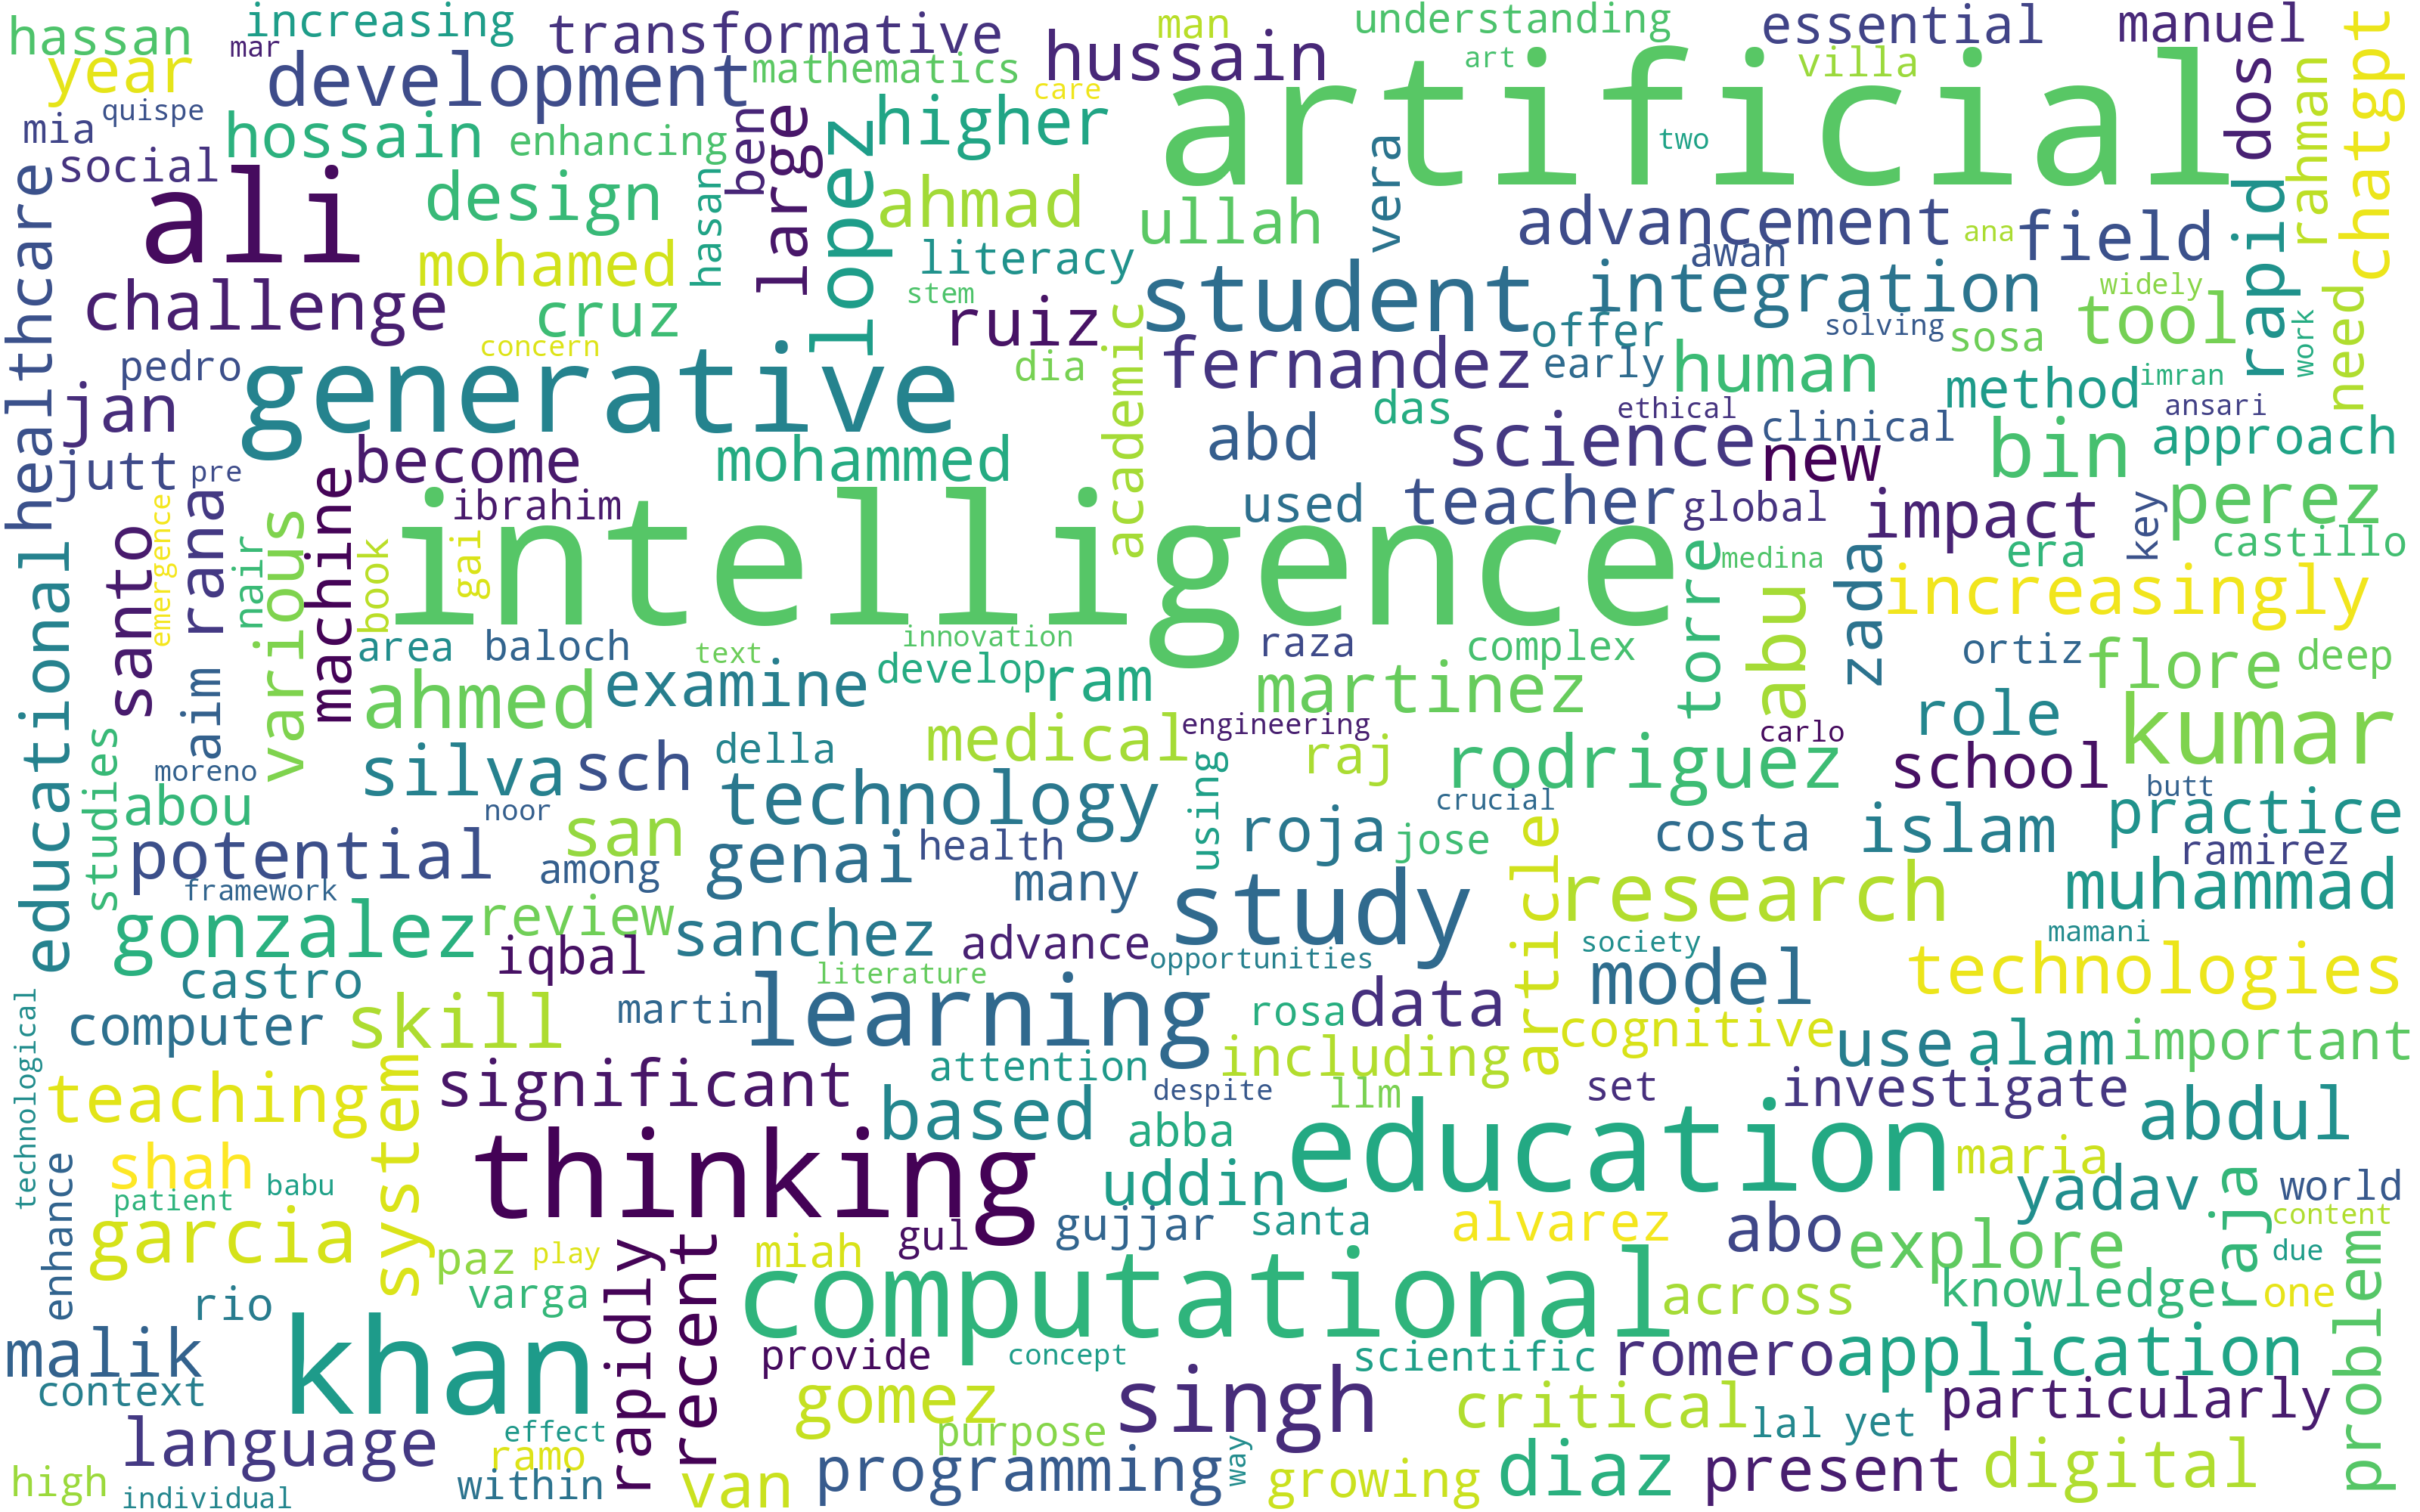 hassan
increasing
mar
transformative
man
understanding
essential
manuel
year
development
mathematics
hussain
art
villa
artificial
care
quispe
mia
hossain
enhancing
higher
two
dos
rahman
chatgpt
social
ben
large
lopez
vera
healthcare
ali
design
hasang
ahmad
ullah
advancement
ana
field
rapid
mohamed
literacy
awan
challenge
cruz
stem
ruiz
student
integration
widely
need
concern
offer
solving
sosa
tool
work
pedro
generative
dia
academic
fernandez
early
human
method
imran
jan
das
ethical
ansari
jutt
pre
become
mohammed
abd
science
clinical
new
bin
approach
ibrahim
used
teacher
global
impact
key
perez
educational
santo
emergence
rana
nair
various
machine
book
gai
intelligence
torre
medina
abu
zada
era
castillo
increasingly
aim
area
baloch
text
innovation
raza
complex
ortiz
flore
deep
ahmed
examine
develop
ram
martinez
role
kumar
studies
moreno
silva
sch
della
medical
engineering
raj
rodriguez
carlo
school
abou
noor
technology
using
crucial
butt
practice
potential
san
genai
health
roja
jose
article
costa
islam
ramirez
framework
among
many
study
research
muhammad
gonzalez
review
sanchez
advance
society
mamani
castro
iqbal
literature
opportunities
model
technologies
technological
computer
skill
martin
learning
rosa
data
cognitive
use
alam
important
teaching
system
significant
attention
including
despite
llm
set
investigate
based
abba
education
abdul
shah
thinking
maria
patient
babu
uddin
yadav
raja
world
enhance
garcia
paz
play
gul
gujjar
santa
alvarez
abo
explore
content
due
problem
rio
varga
rapidly
recent
miah
computational
across
knowledge
one
malik
khan
provide
concept
scientific
romero
application
context
gomez
singh
critical
particularly
language
effect
purpose
lal
yet
high
ramo
way
individual
within
van
programming
growing
diaz
present
digital